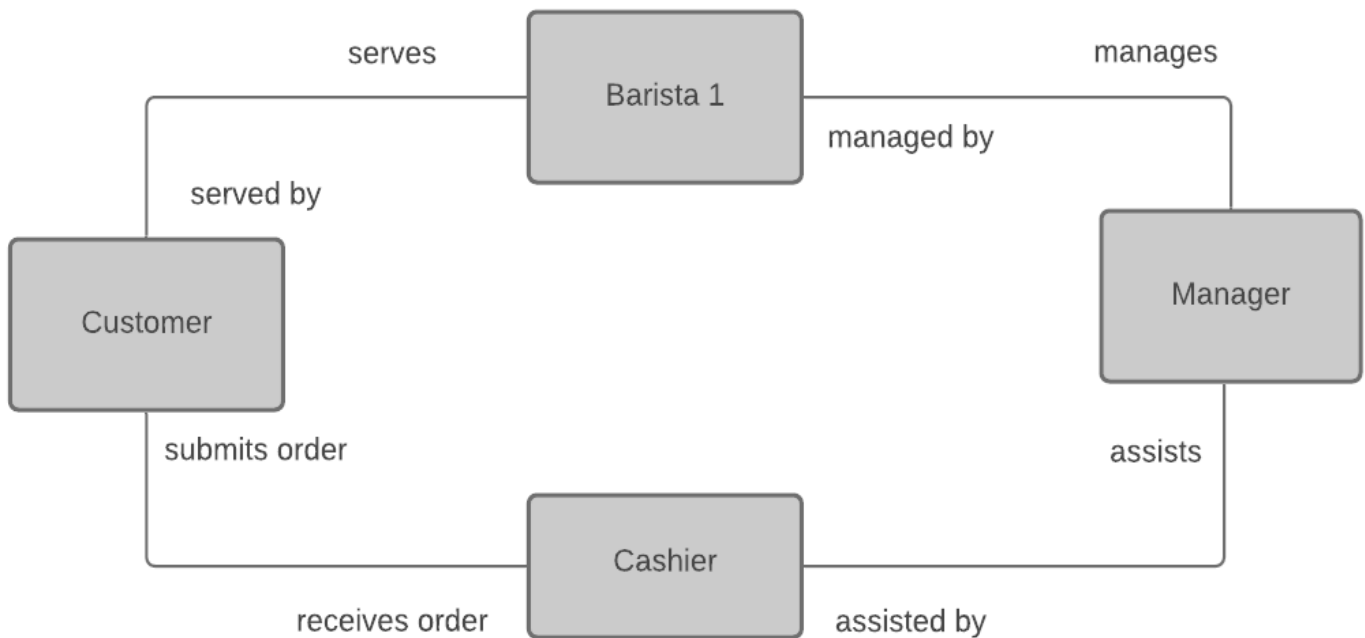 serves
manages
Barista 1
managed by
served by
Manager
Customer
submits order
assists
Cashier
receives order
assisted by